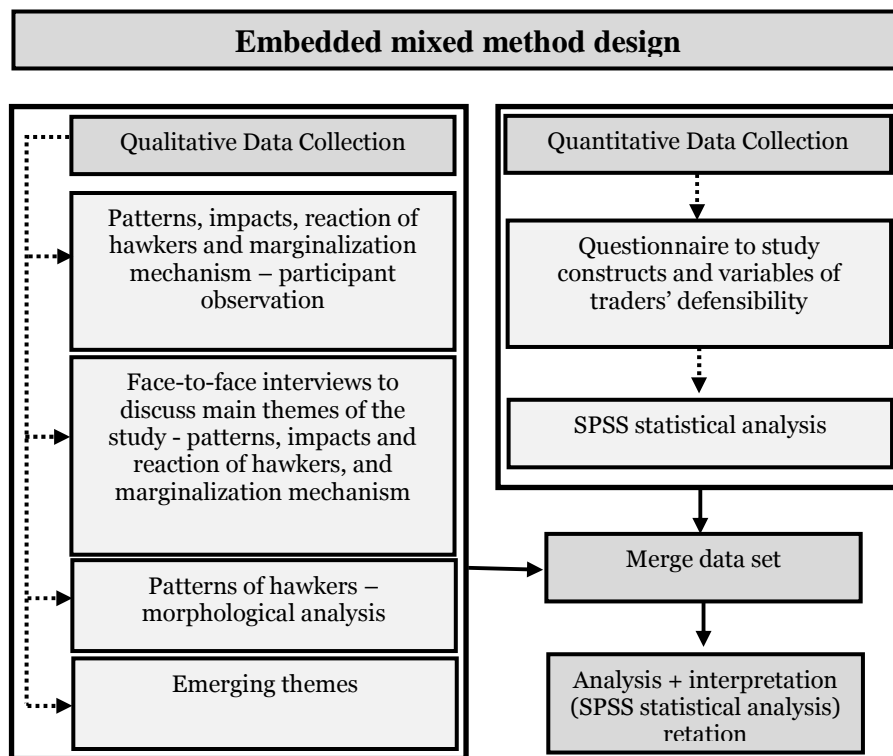 Embedded mixed method design
Qualitative Data Collection
Patterns, impacts, reaction of
hawkers and marginalization
mechanism – participant
observation
Face-to-face interviews to
discuss main themes of the
study - patterns, impacts and
reaction of hawkers, and
marginalization mechanism
Patterns of hawkers –
morphological analysis
Emerging themes
Quantitative Data Collection
Questionnaire to study
constructs and variables of
traders’ defensibility
SPSS statistical analysis
Merge data set
Analysis + interpretation
(SPSS statistical analysis)
retation